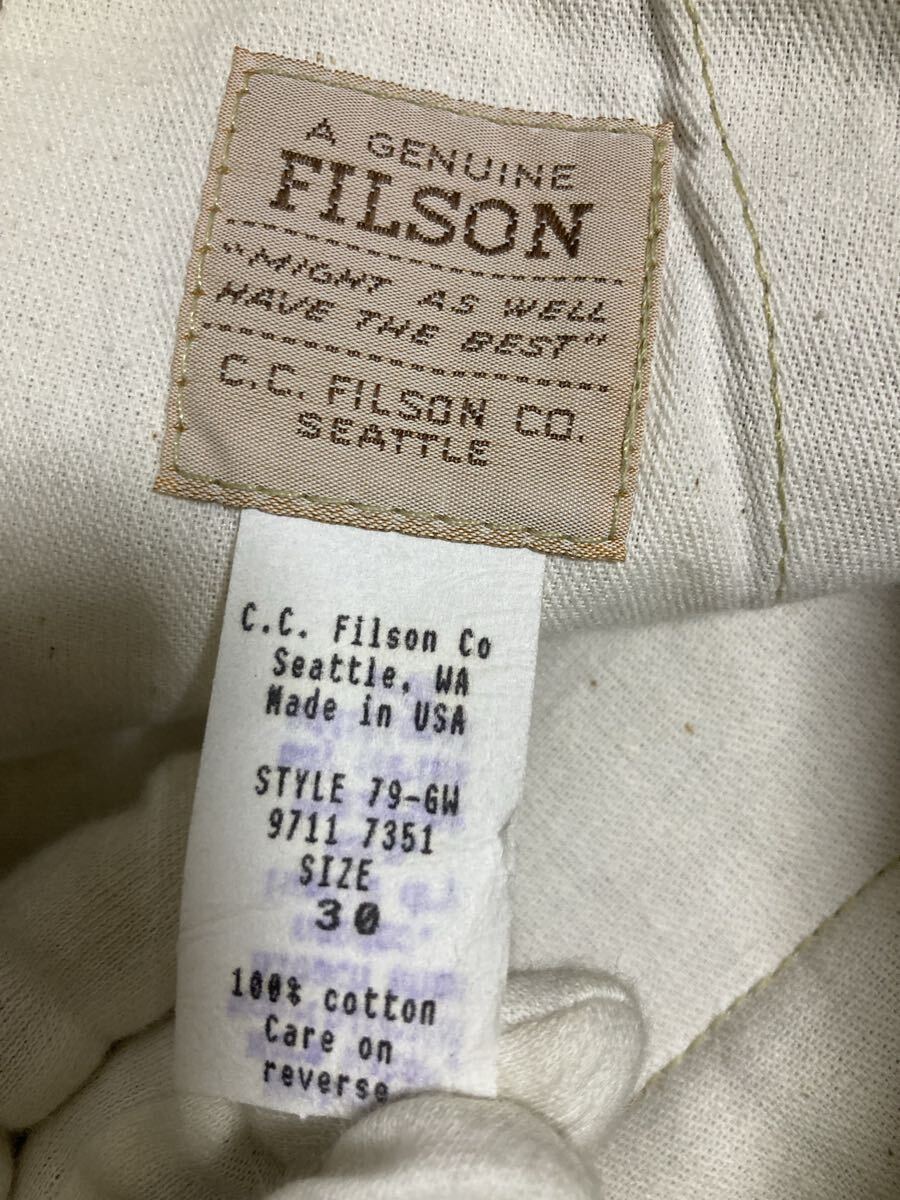 A GENUINE
FILSON
"MIGHT AS WELL
HAVE THE BEST"
C.C. FILSON CO.
SEATTLE
C.C. Filson Co
Seattle, WA
Made in USA
STYLE 79-GW
9711 7351
SIZE
30
100% cotton
Care on
reverse